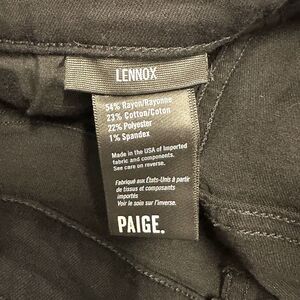 LENNOX
54% Rayon/Rayonne
23% Cotton/Coton
22% Polyester
1% Spandex
Made in the USA of Imported
fabric and components.
See care on reverse.
Fabriqué aux États-Unis à partir
de tissus et composants
importés
Voir le soin sur l'inverse.
PAIGE.